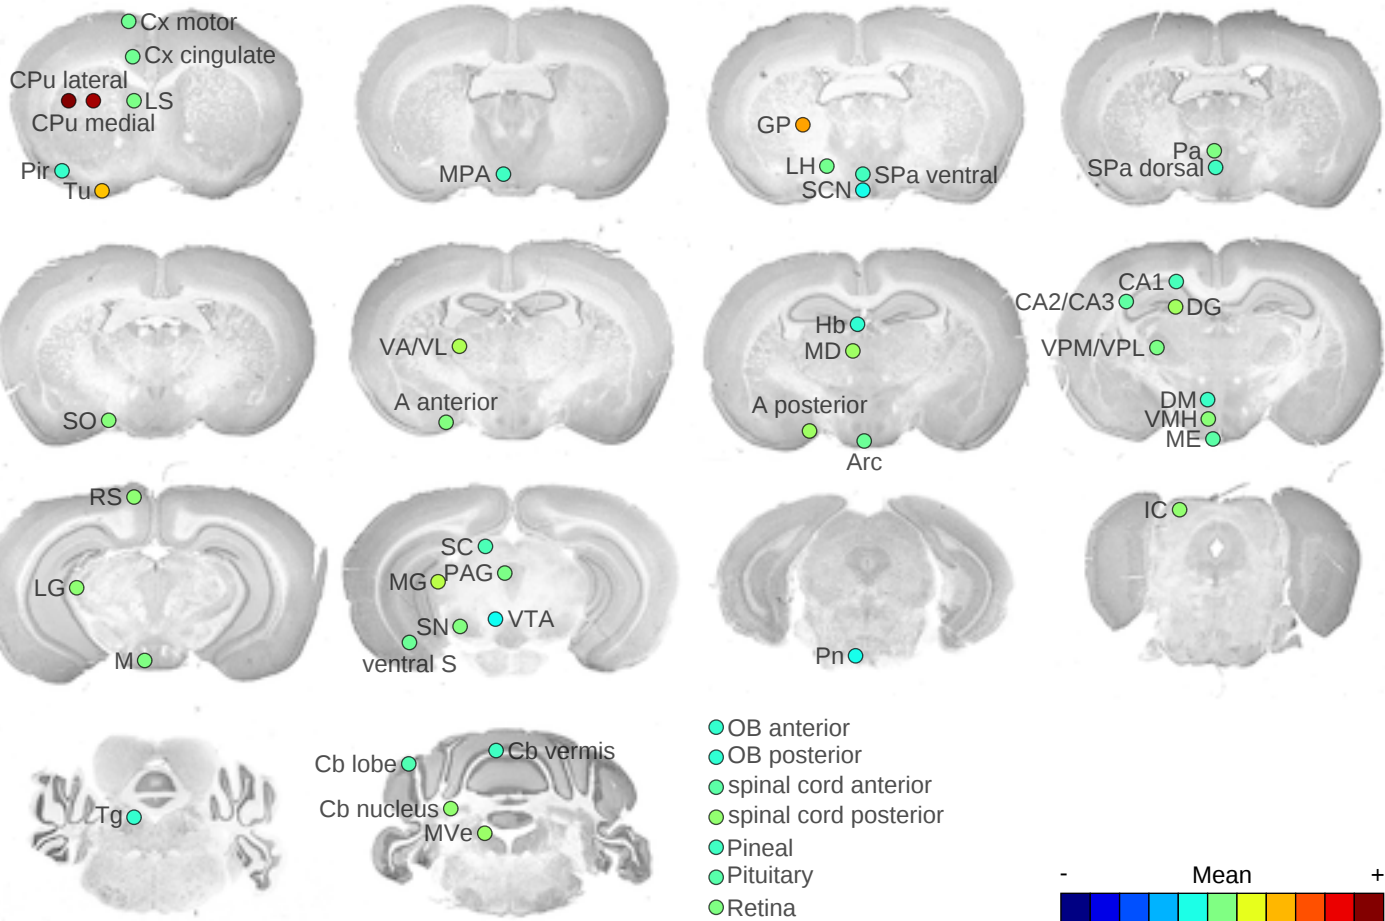 Cx motor
Cx cingulate
CPu lateral
LS
CPu medial
Pir
Tu
MPA
GP
LH
SPa ventral
SCN
Pa
SPa dorsal
SO
VA/VL
A anterior
Hb
MD
A posterior
Arc
CA1
CA2/CA3
DG
VPM/VPL
DM
VMH
ME
RS
LG
M
SC
MG
PAG
SN
VTA
ventral S
Pn
IC
Tg
Cb lobe
Cb vermis
Cb nucleus
MVe
OB anterior
OB posterior
spinal cord anterior
spinal cord posterior
Pineal
Pituitary
Retina
- Mean +